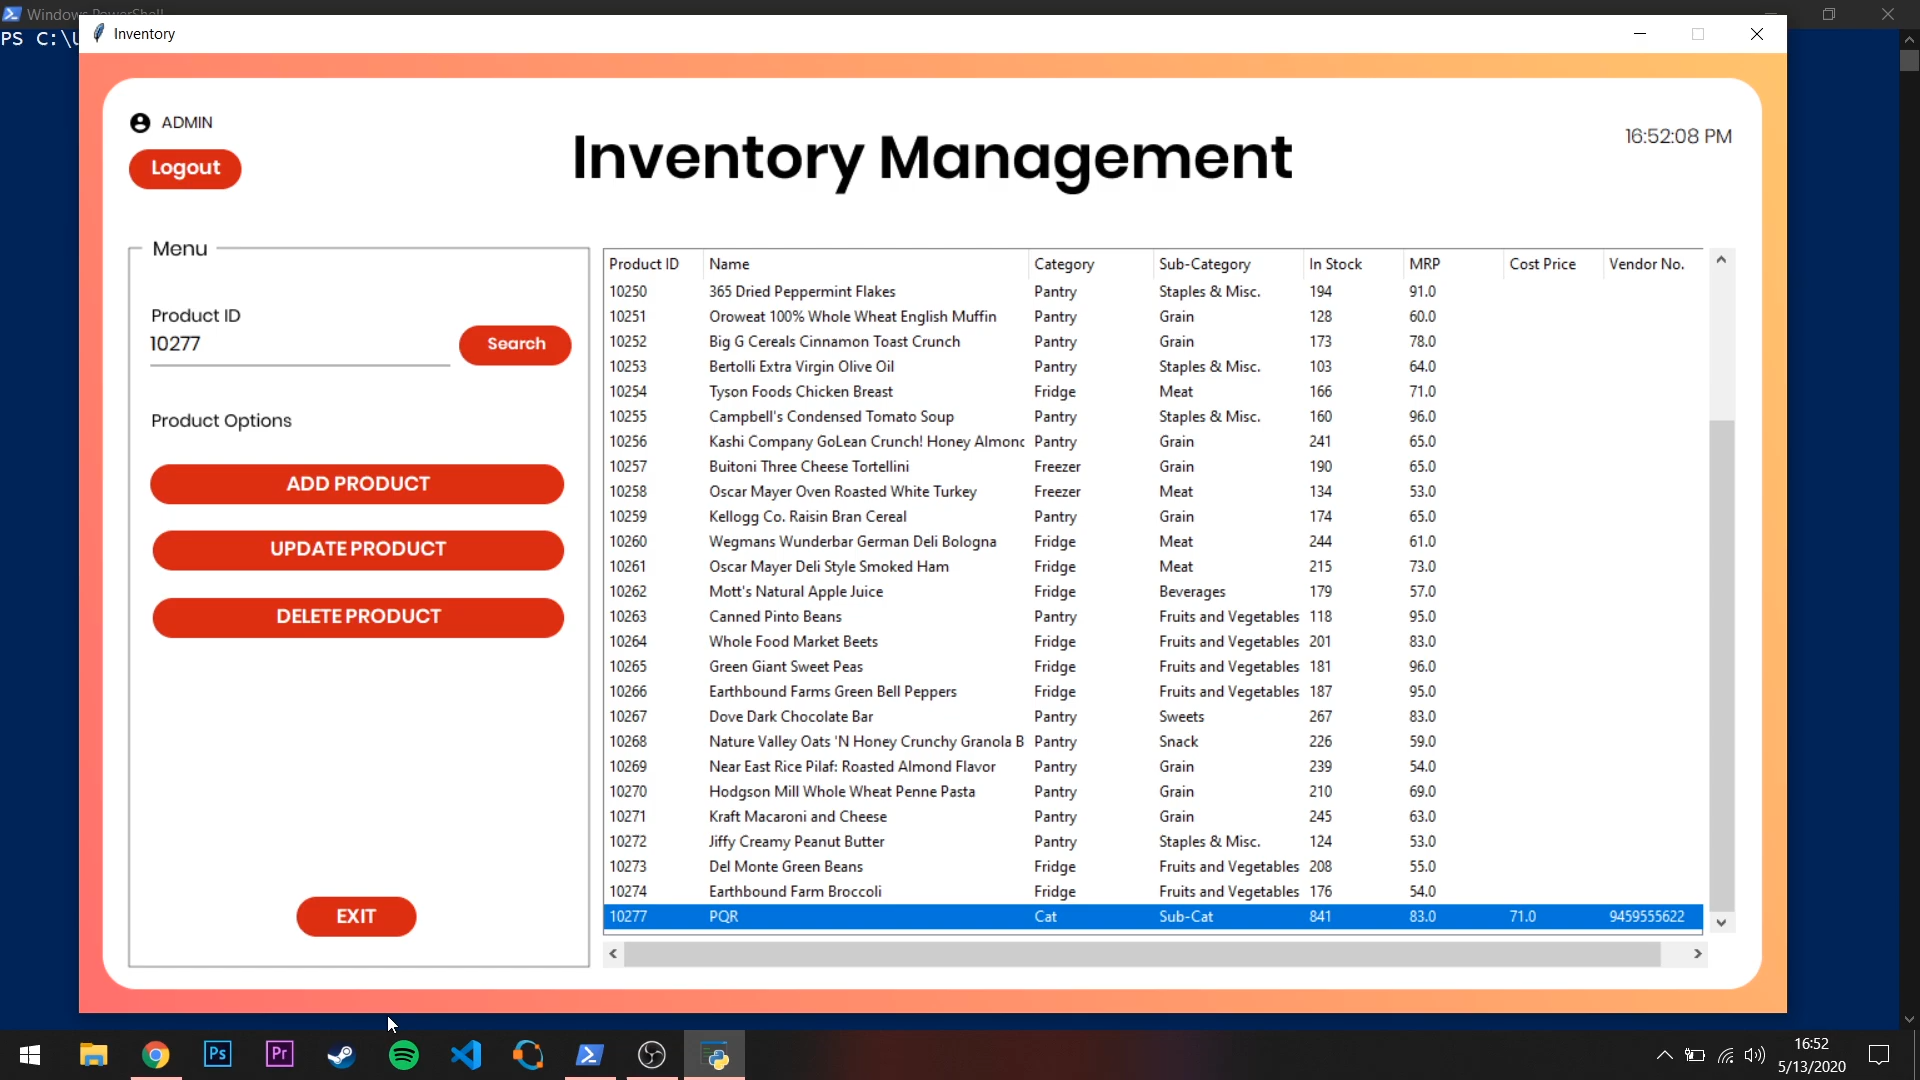 Windows PowerShell
PS C:\U
Inventory
ADMIN
Logout
Inventory Management
16:52:08 PM
Menu
Product ID
10277
Search
Product Options
ADD PRODUCT
UPDATE PRODUCT
DELETE PRODUCT
EXIT
Product ID Name Category Sub-Category In Stock MRP Cost Price Vendor No.
10250 365 Dried Peppermint Flakes Pantry Staples & Misc. 194 91.0
10251 Oroweat 100% Whole Wheat English Muffin Pantry Grain 128 60.0
10252 Big G Cereals Cinnamon Toast Crunch Pantry Grain 173 78.0
10253 Bertolli Extra Virgin Olive Oil Pantry Staples & Misc. 103 64.0
10254 Tyson Foods Chicken Breast Fridge Meat 166 71.0
10255 Campbell's Condensed Tomato Soup Pantry Staples & Misc. 160 96.0
10256 Kashi Company GoLean Crunch! Honey Almond Pantry Grain 241 65.0
10257 Buitoni Three Cheese Tortellini Freezer Grain 190 65.0
10258 Oscar Mayer Oven Roasted White Turkey Freezer Meat 134 53.0
10259 Kellogg Co. Raisin Bran Cereal Pantry Grain 174 65.0
10260 Wegmans Wunderbar German Deli Bologna Fridge Meat 244 61.0
10261 Oscar Mayer Deli Style Smoked Ham Fridge Meat 215 73.0
10262 Mott's Natural Apple Juice Fridge Beverages 179 57.0
10263 Canned Pinto Beans Pantry Fruits and Vegetables 118 95.0
10264 Whole Food Market Beets Fridge Fruits and Vegetables 201 83.0
10265 Green Giant Sweet Peas Fridge Fruits and Vegetables 181 96.0
10266 Earthbound Farms Green Bell Peppers Fridge Fruits and Vegetables 187 95.0
10267 Dove Dark Chocolate Bar Pantry Sweets 267 83.0
10268 Nature Valley Oats 'N Honey Crunchy Granola B Pantry Snack 226 59.0
10269 Near East Rice Pilaf: Roasted Almond Flavor Pantry Grain 239 54.0
10270 Hodgson Mill Whole Wheat Penne Pasta Pantry Grain 210 69.0
10271 Kraft Macaroni and Cheese Pantry Grain 245 63.0
10272 Jiffy Creamy Peanut Butter Pantry Staples & Misc. 124 53.0
10273 Del Monte Green Beans Fridge Fruits and Vegetables 208 55.0
10274 Earthbound Farm Broccoli Fridge Fruits and Vegetables 176 54.0
10277 PQR Cat Sub-Cat 841 83.0 71.0 9459555622
Ps
Pr
16:52
5/13/2020